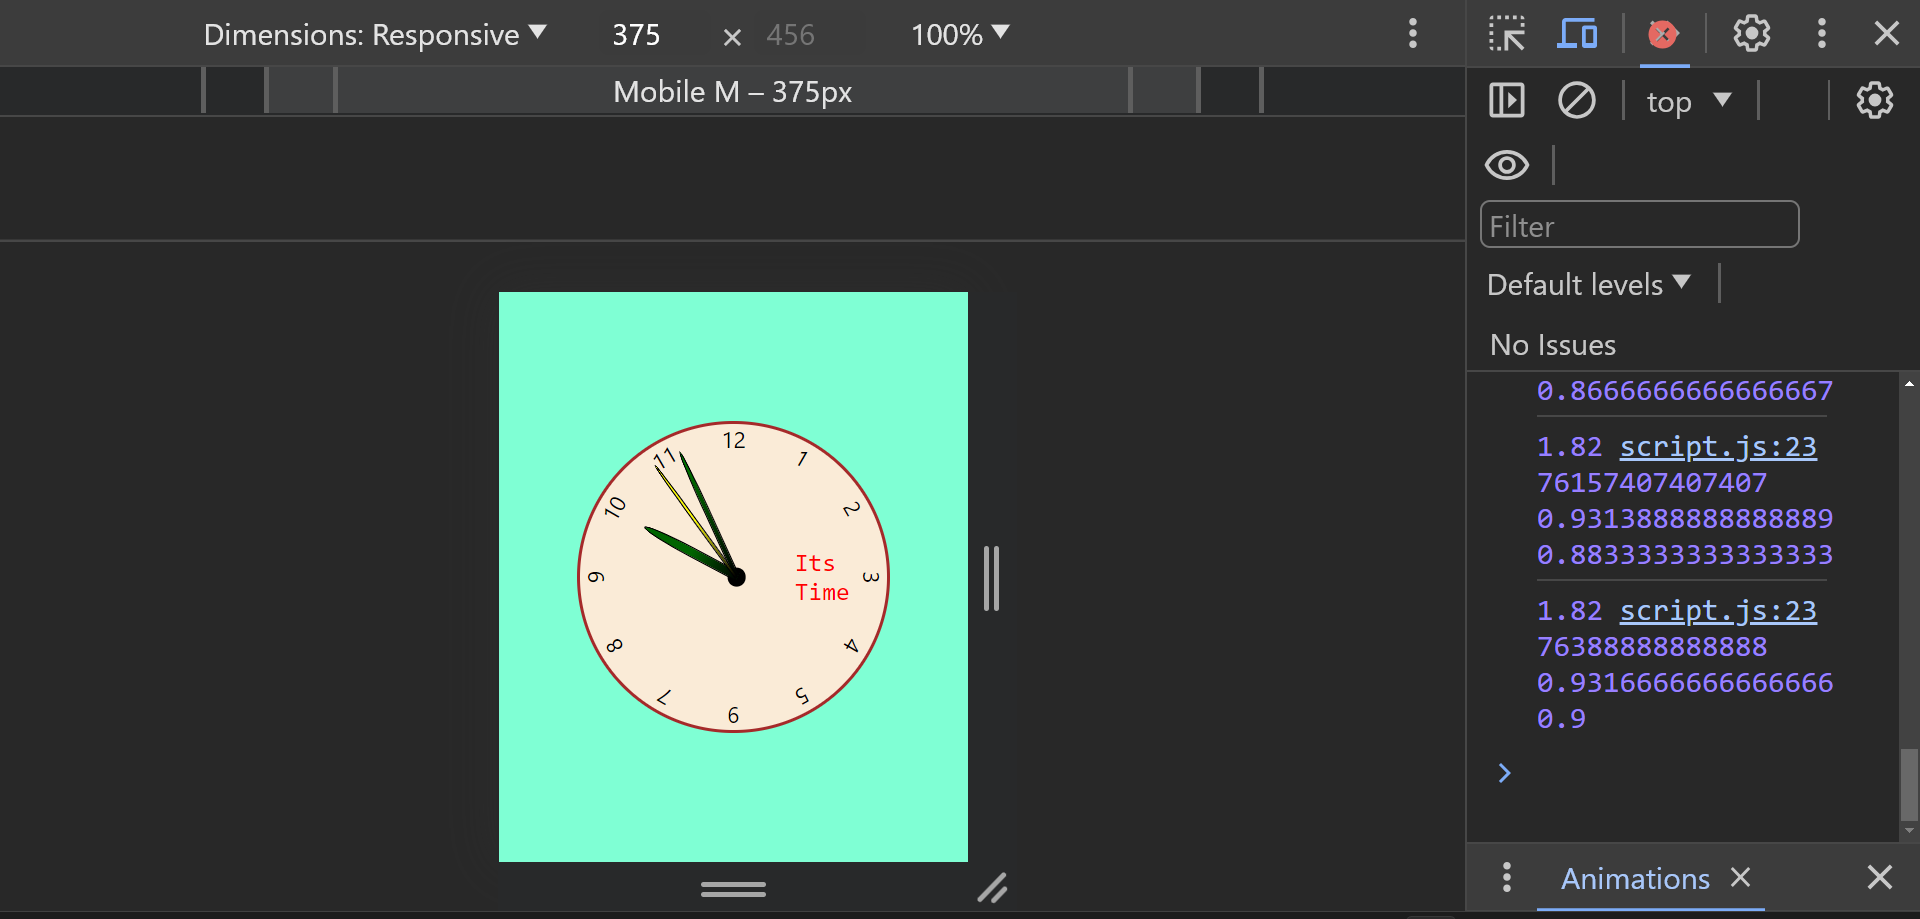 Dimensions: Responsive 375 × 456 100%
Mobile M – 375px
top
Filter
Default levels
No Issues
0.8666666666666667
1.82 script.js:23
76157407407407
0.9313888888888889
0.8833333333333333
1.82 script.js:23
76388888888888
0.9316666666666666
0.9
Animations
12
1
2
3
4
5
6
7
8
9
10
11
Its
Time